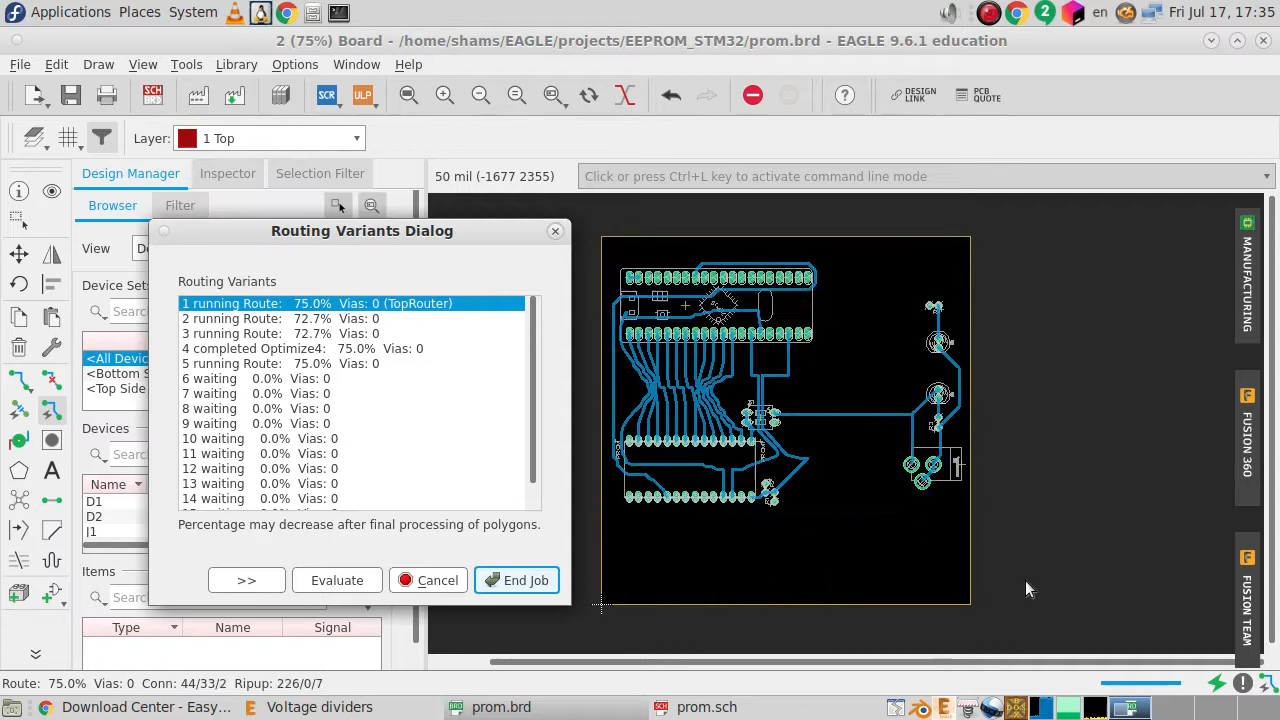 Applications Places System
2
en
Fri Jul 17, 17:35
2 (75%) Board - /home/shams/EAGLE/projects/EEPROM_STM32/prom.brd - EAGLE 9.6.1 education
File Edit Draw View Tools Library Options Window Help
SCR BRD
SCR
ULP
DESIGN LINK
PCB QUOTE
Layer: 1 Top
Design Manager Inspector Selection Filter
50 mil (-1677 2355)
Click or press Ctrl+L key to activate command line mode
Browser Filter
View
De
Device Sets
Searc
<All Devic
<Bottom S
<Top Side
Devices
Searc
Name
D1
D2
J1
Items
Searc
Type Name Signal
Routing Variants Dialog
Routing Variants
1 running Route: 75.0% Vias: 0 (TopRouter)
2 running Route: 72.7% Vias: 0
3 running Route: 72.7% Vias: 0
4 completed Optimize4: 75.0% Vias: 0
5 running Route: 75.0% Vias: 0
6 waiting 0.0% Vias: 0
7 waiting 0.0% Vias: 0
8 waiting 0.0% Vias: 0
9 waiting 0.0% Vias: 0
10 waiting 0.0% Vias: 0
11 waiting 0.0% Vias: 0
12 waiting 0.0% Vias: 0
13 waiting 0.0% Vias: 0
14 waiting 0.0% Vias: 0
Percentage may decrease after final processing of polygons.
>>
Evaluate
Cancel
End Job
MANUFACTURING
FUSION 360
FUSION TEAM
Route: 75.0% Vias: 0 Conn: 44/33/2 Ripup: 226/0/7
Download Center - Easy...
Voltage dividers
prom.brd
prom.sch